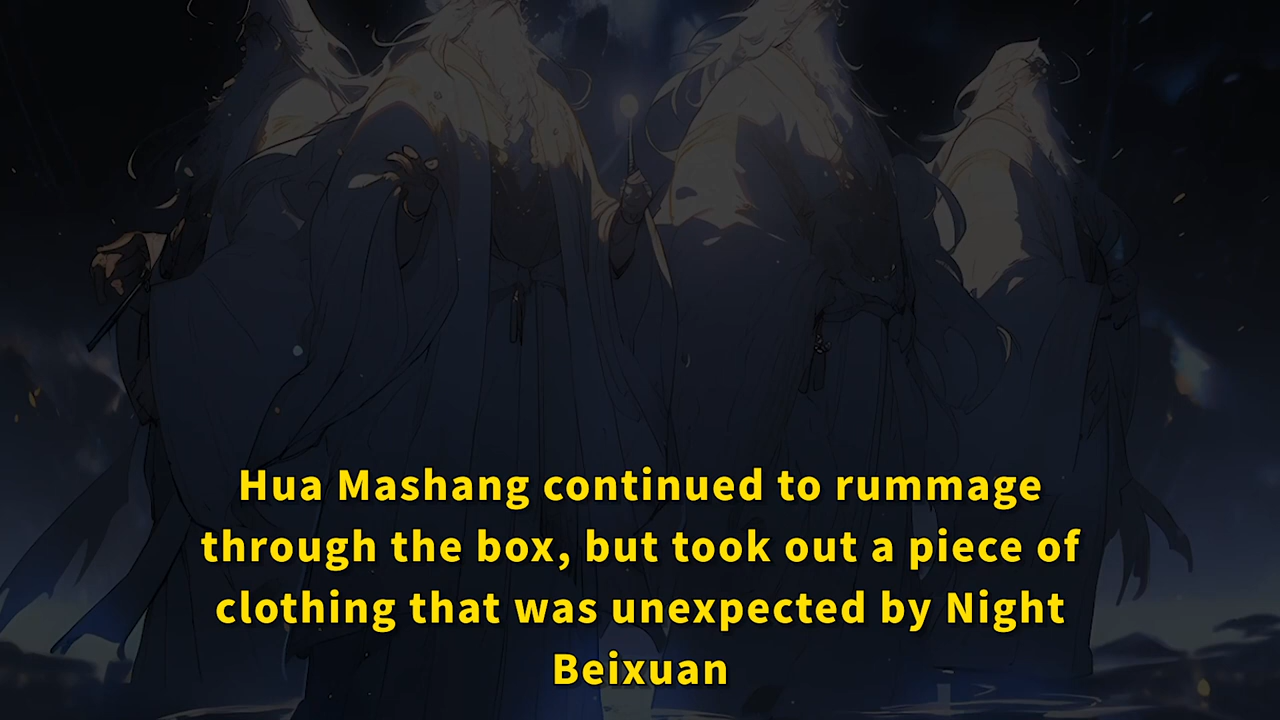 Hua Mashang continued to rummage
through the box, but took out a piece of
clothing that was unexpected by Night
Beixuan